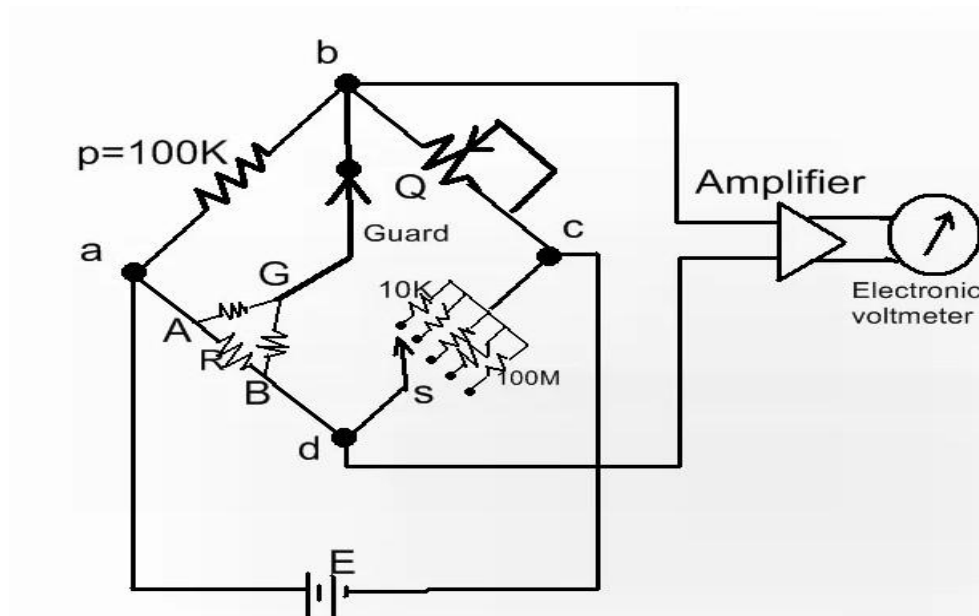 b
p=100K
Q
Amplifier
Guard
c
a
G
10K
Electronic
voltmeter
A
R
B
100M
s
d
E